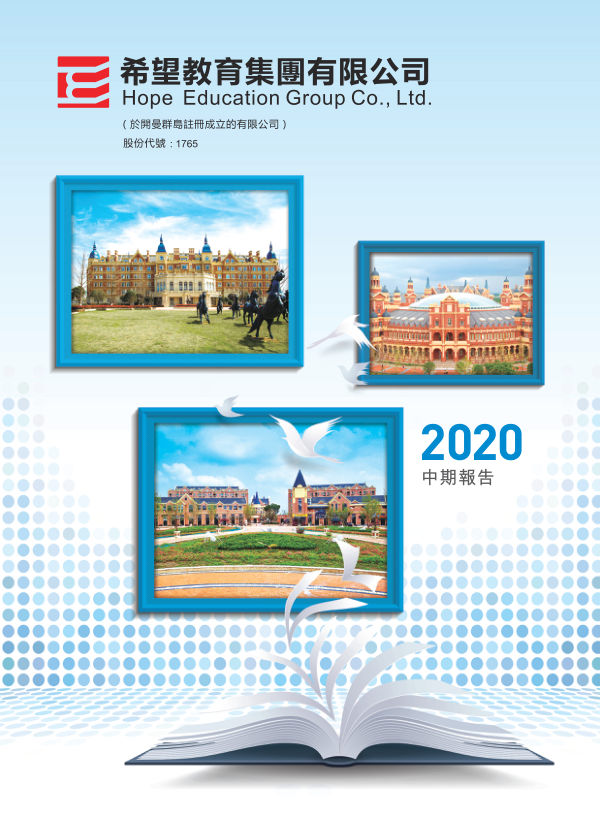 希望教育集團有限公司
Hope Education Group Co., Ltd.
（於開曼群島註冊成立的有限公司）
股份代號：1765
2020
中期報告